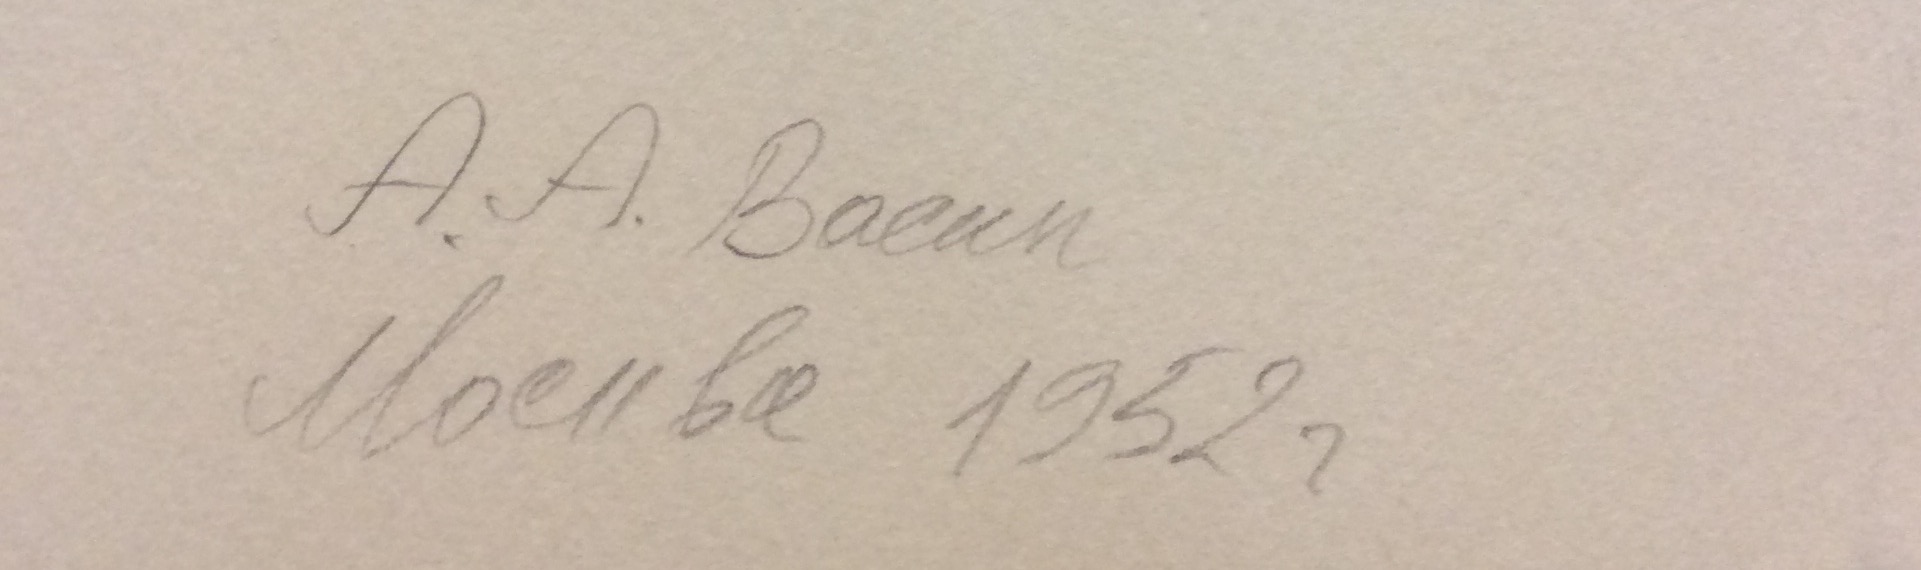 А.А. Васин
Москва 1952г